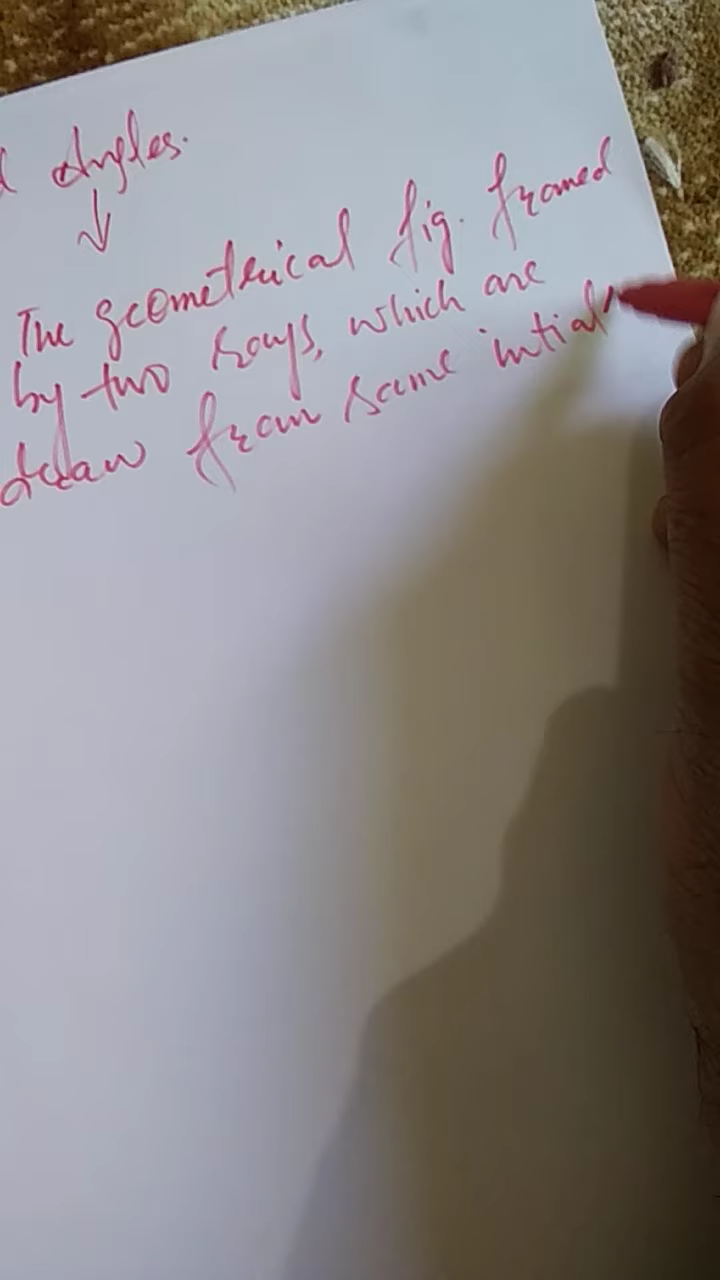 Angles.
The geometrical fig. framed
by two rays, which are
draw from same intial